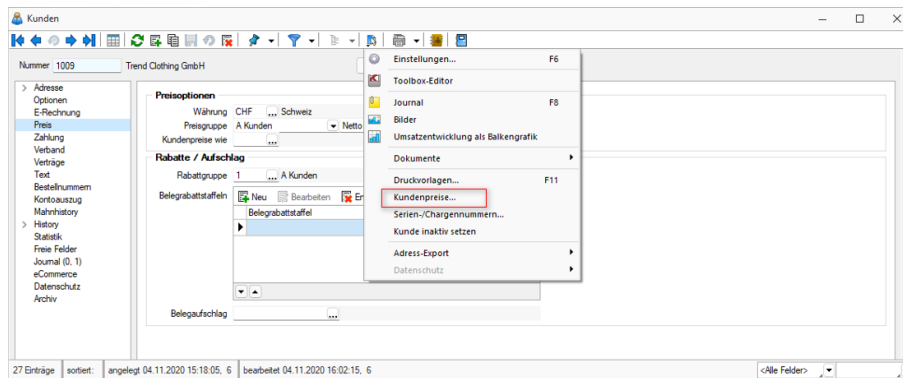 Kunden
Nummer 1009 Trend Clothing GmbH
Adresse
Optionen
E-Rechnung
Preis
Zahlung
Verband
Verträge
Text
Bestellnummern
Kontoauszug
Mahnhistory
History
Statistik
Freie Felder
Journal (0, 1)
eCommerce
Datenschutz
Archiv
Preisoptionen
Währung CHF ... Schweiz
Preisgruppe A Kunden Netto
Kundenpreise wie ...
Rabatte / Aufschlag
Rabattgruppe 1 ... A Kunden
Belegrabattstaffeln Neu Bearbeiten
Belegrabattstaffel
Belegaufschlag ...
Einstellungen... F6
Toolbox-Editor
Journal F8
Bilder
Umsatzentwicklung als Balkengrafik
Dokumente
Druckvorlagen... F11
Kundenpreise...
Serien-/Chargennummern...
Kunde inaktiv setzen
Adress-Export
Datenschutz
27 Einträge sortiert: angelegt 04.11.2020 15:18:05, 6 bearbeitet 04.11.2020 16:02:15, 6 <Alle Felder>